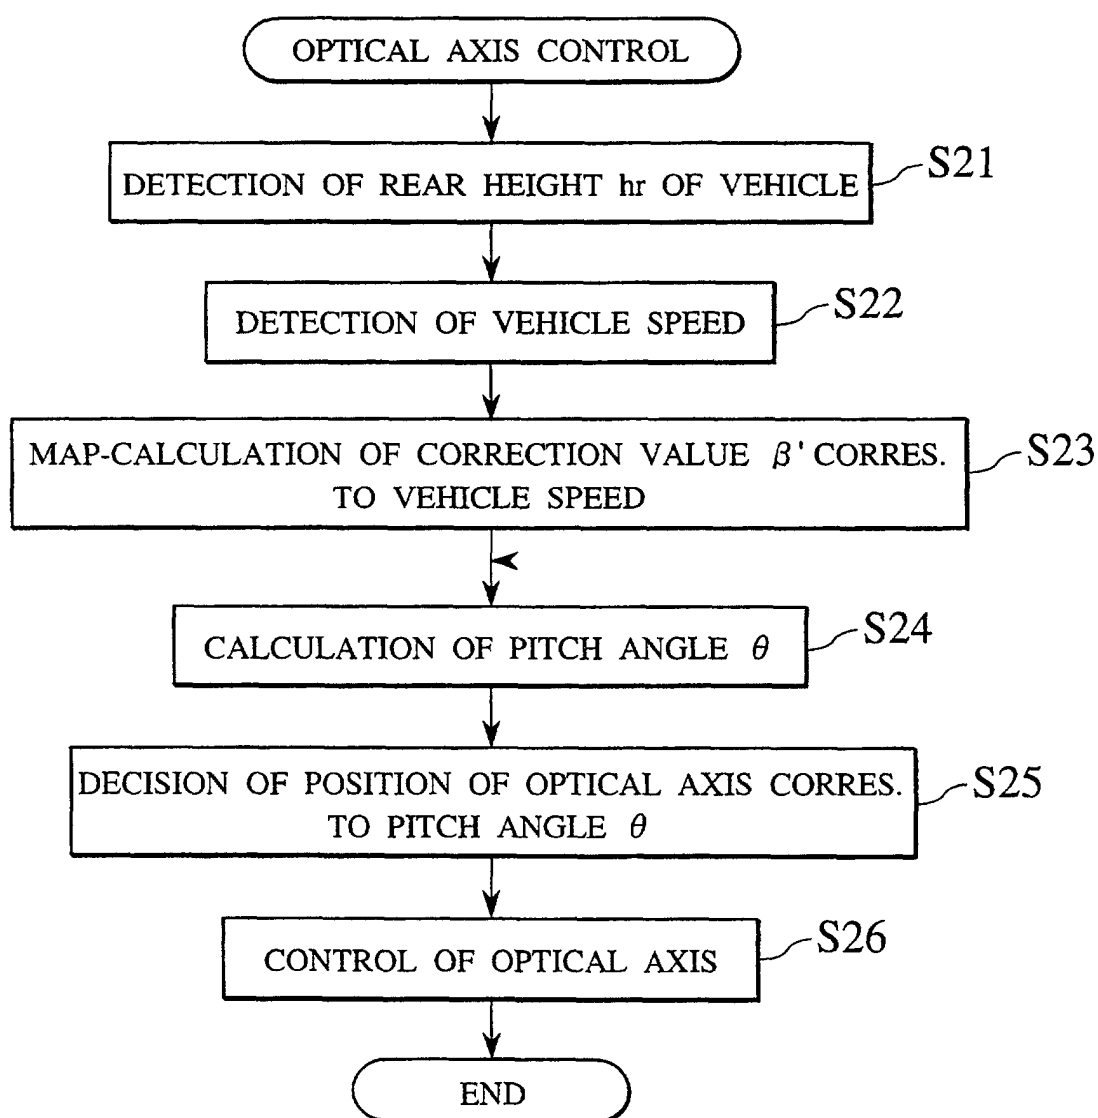 OPTICAL AXIS CONTROL
DETECTION OF REAR HEIGHT hr OF VEHICLE
S21
DETECTION OF VEHICLE SPEED
S22
MAP-CALCULATION OF CORRECTION VALUE β' CORRES.
TO VEHICLE SPEED
S23
CALCULATION OF PITCH ANGLE θ
S24
DECISION OF POSITION OF OPTICAL AXIS CORRES.
TO PITCH ANGLE θ
S25
CONTROL OF OPTICAL AXIS
S26
END